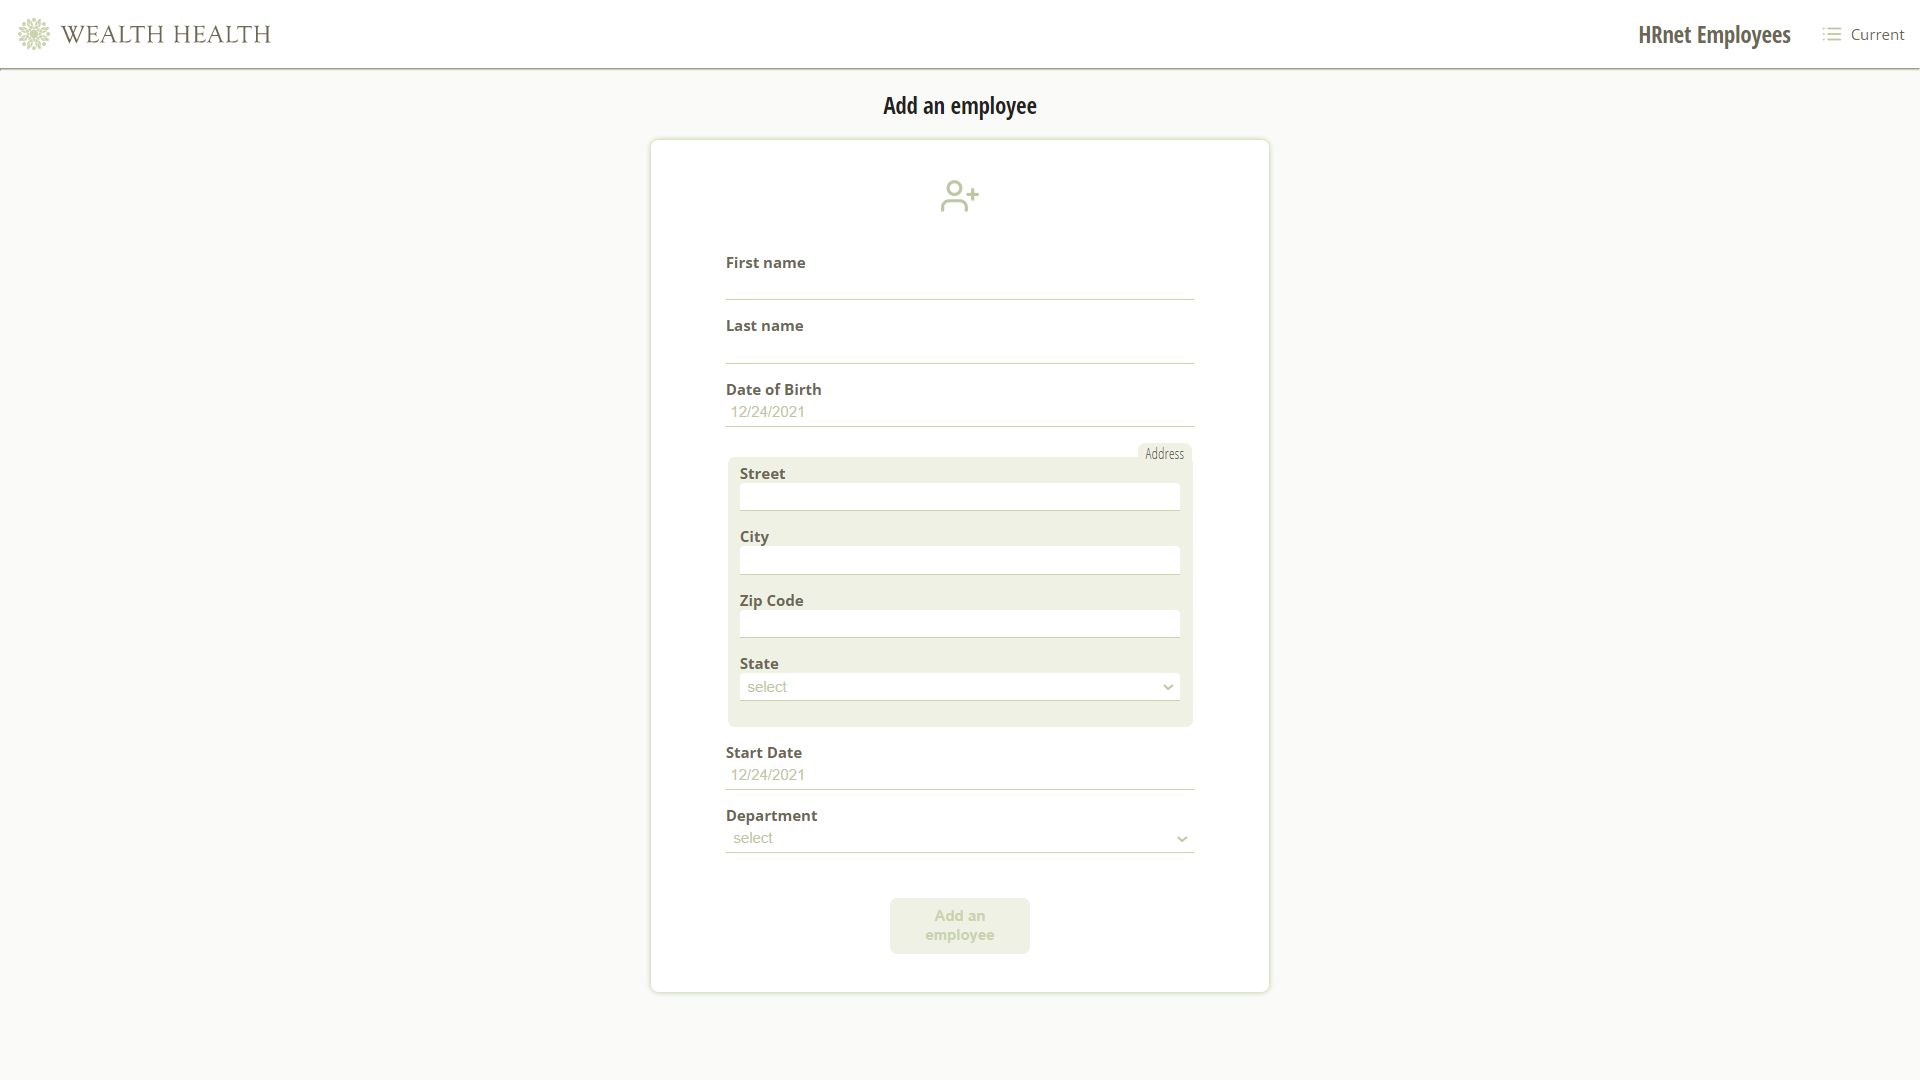 WEALTH HEALTH
HRnet Employees
Current
Add an employee
First name
Last name
Date of Birth
12/24/2021
Address
Street
City
Zip Code
State
select
Start Date
12/24/2021
Department
select
Add an
employee